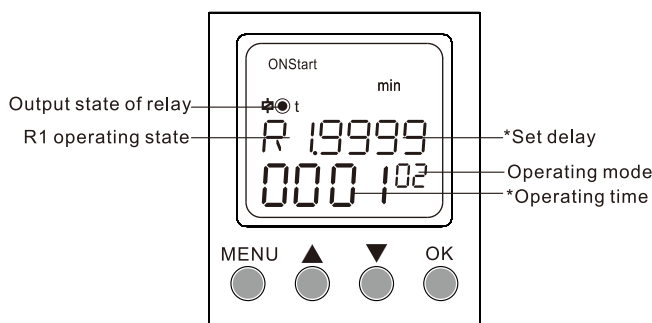 ONStart
min
Output state of relay
t
R1 operating state
R 1.9999
*Set delay
Operating mode
0001 02
*Operating time
MENU ▲ ▼ OK